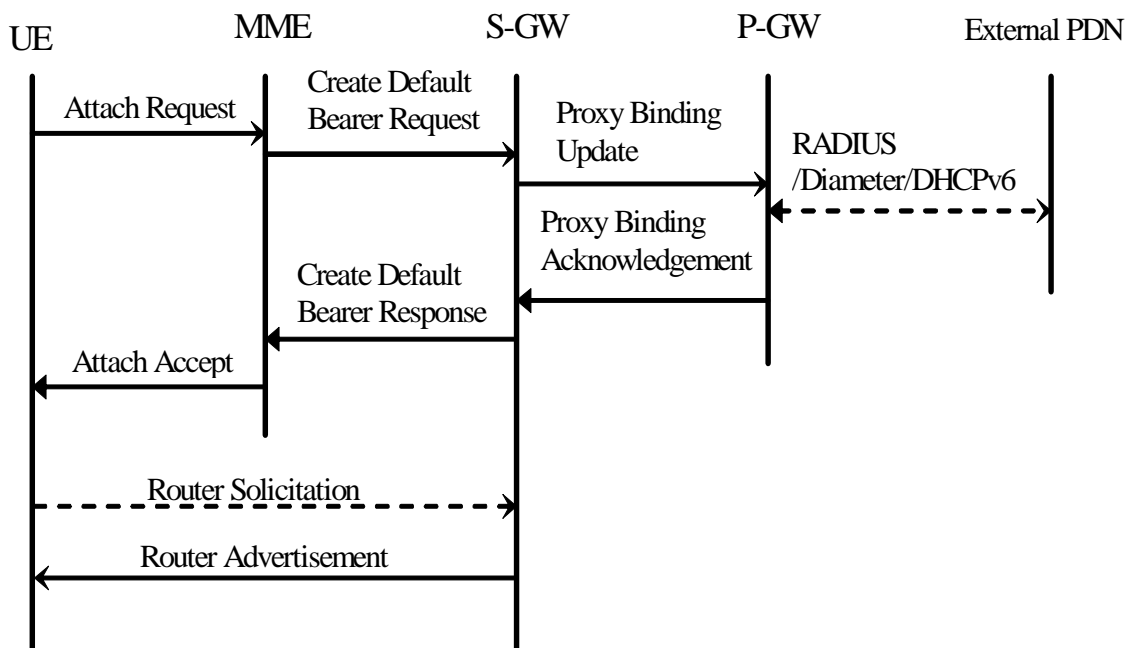 UE
MME
S-GW
P-GW
External PDN
Attach Request
Create Default
Bearer Request
Proxy Binding
Update
RADIUS
/Diameter/DHCPv6
Proxy Binding
Acknowledgement
Create Default
Bearer Response
Attach Accept
Router Solicitation
Router Advertisement